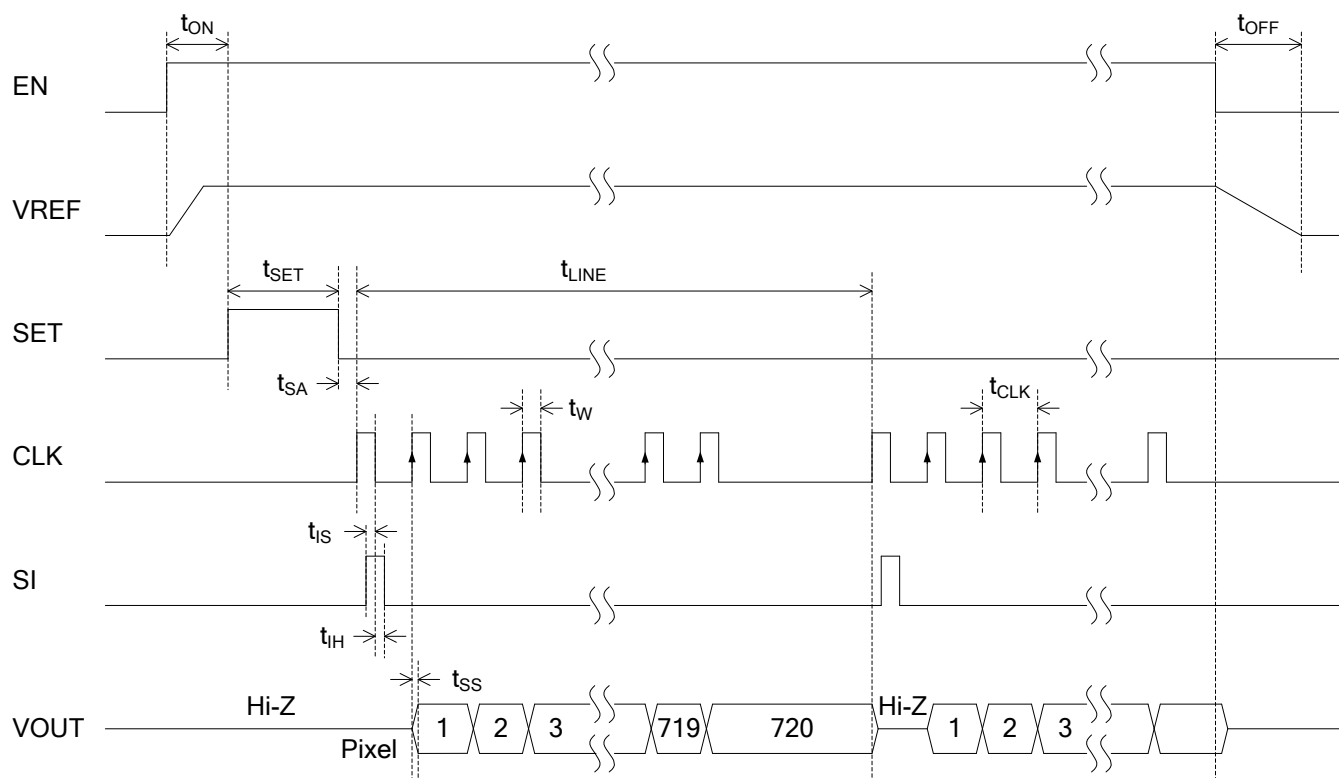 tON
tOFF
EN
VREF
tSET
tLINE
SET
tSA
tW
tCLK
CLK
tIS
SI
tIH
tSS
Hi-Z
Hi-Z
VOUT
1 2 3 719 720 1 2 3
Pixel